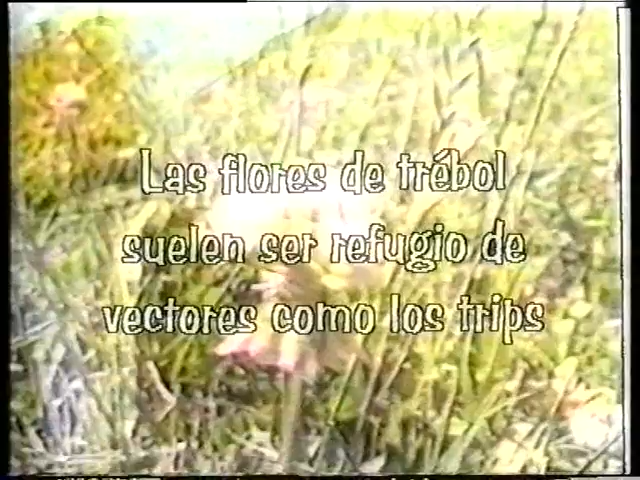 Las flores de trébol
suelen ser refugio de
vectores como los trips